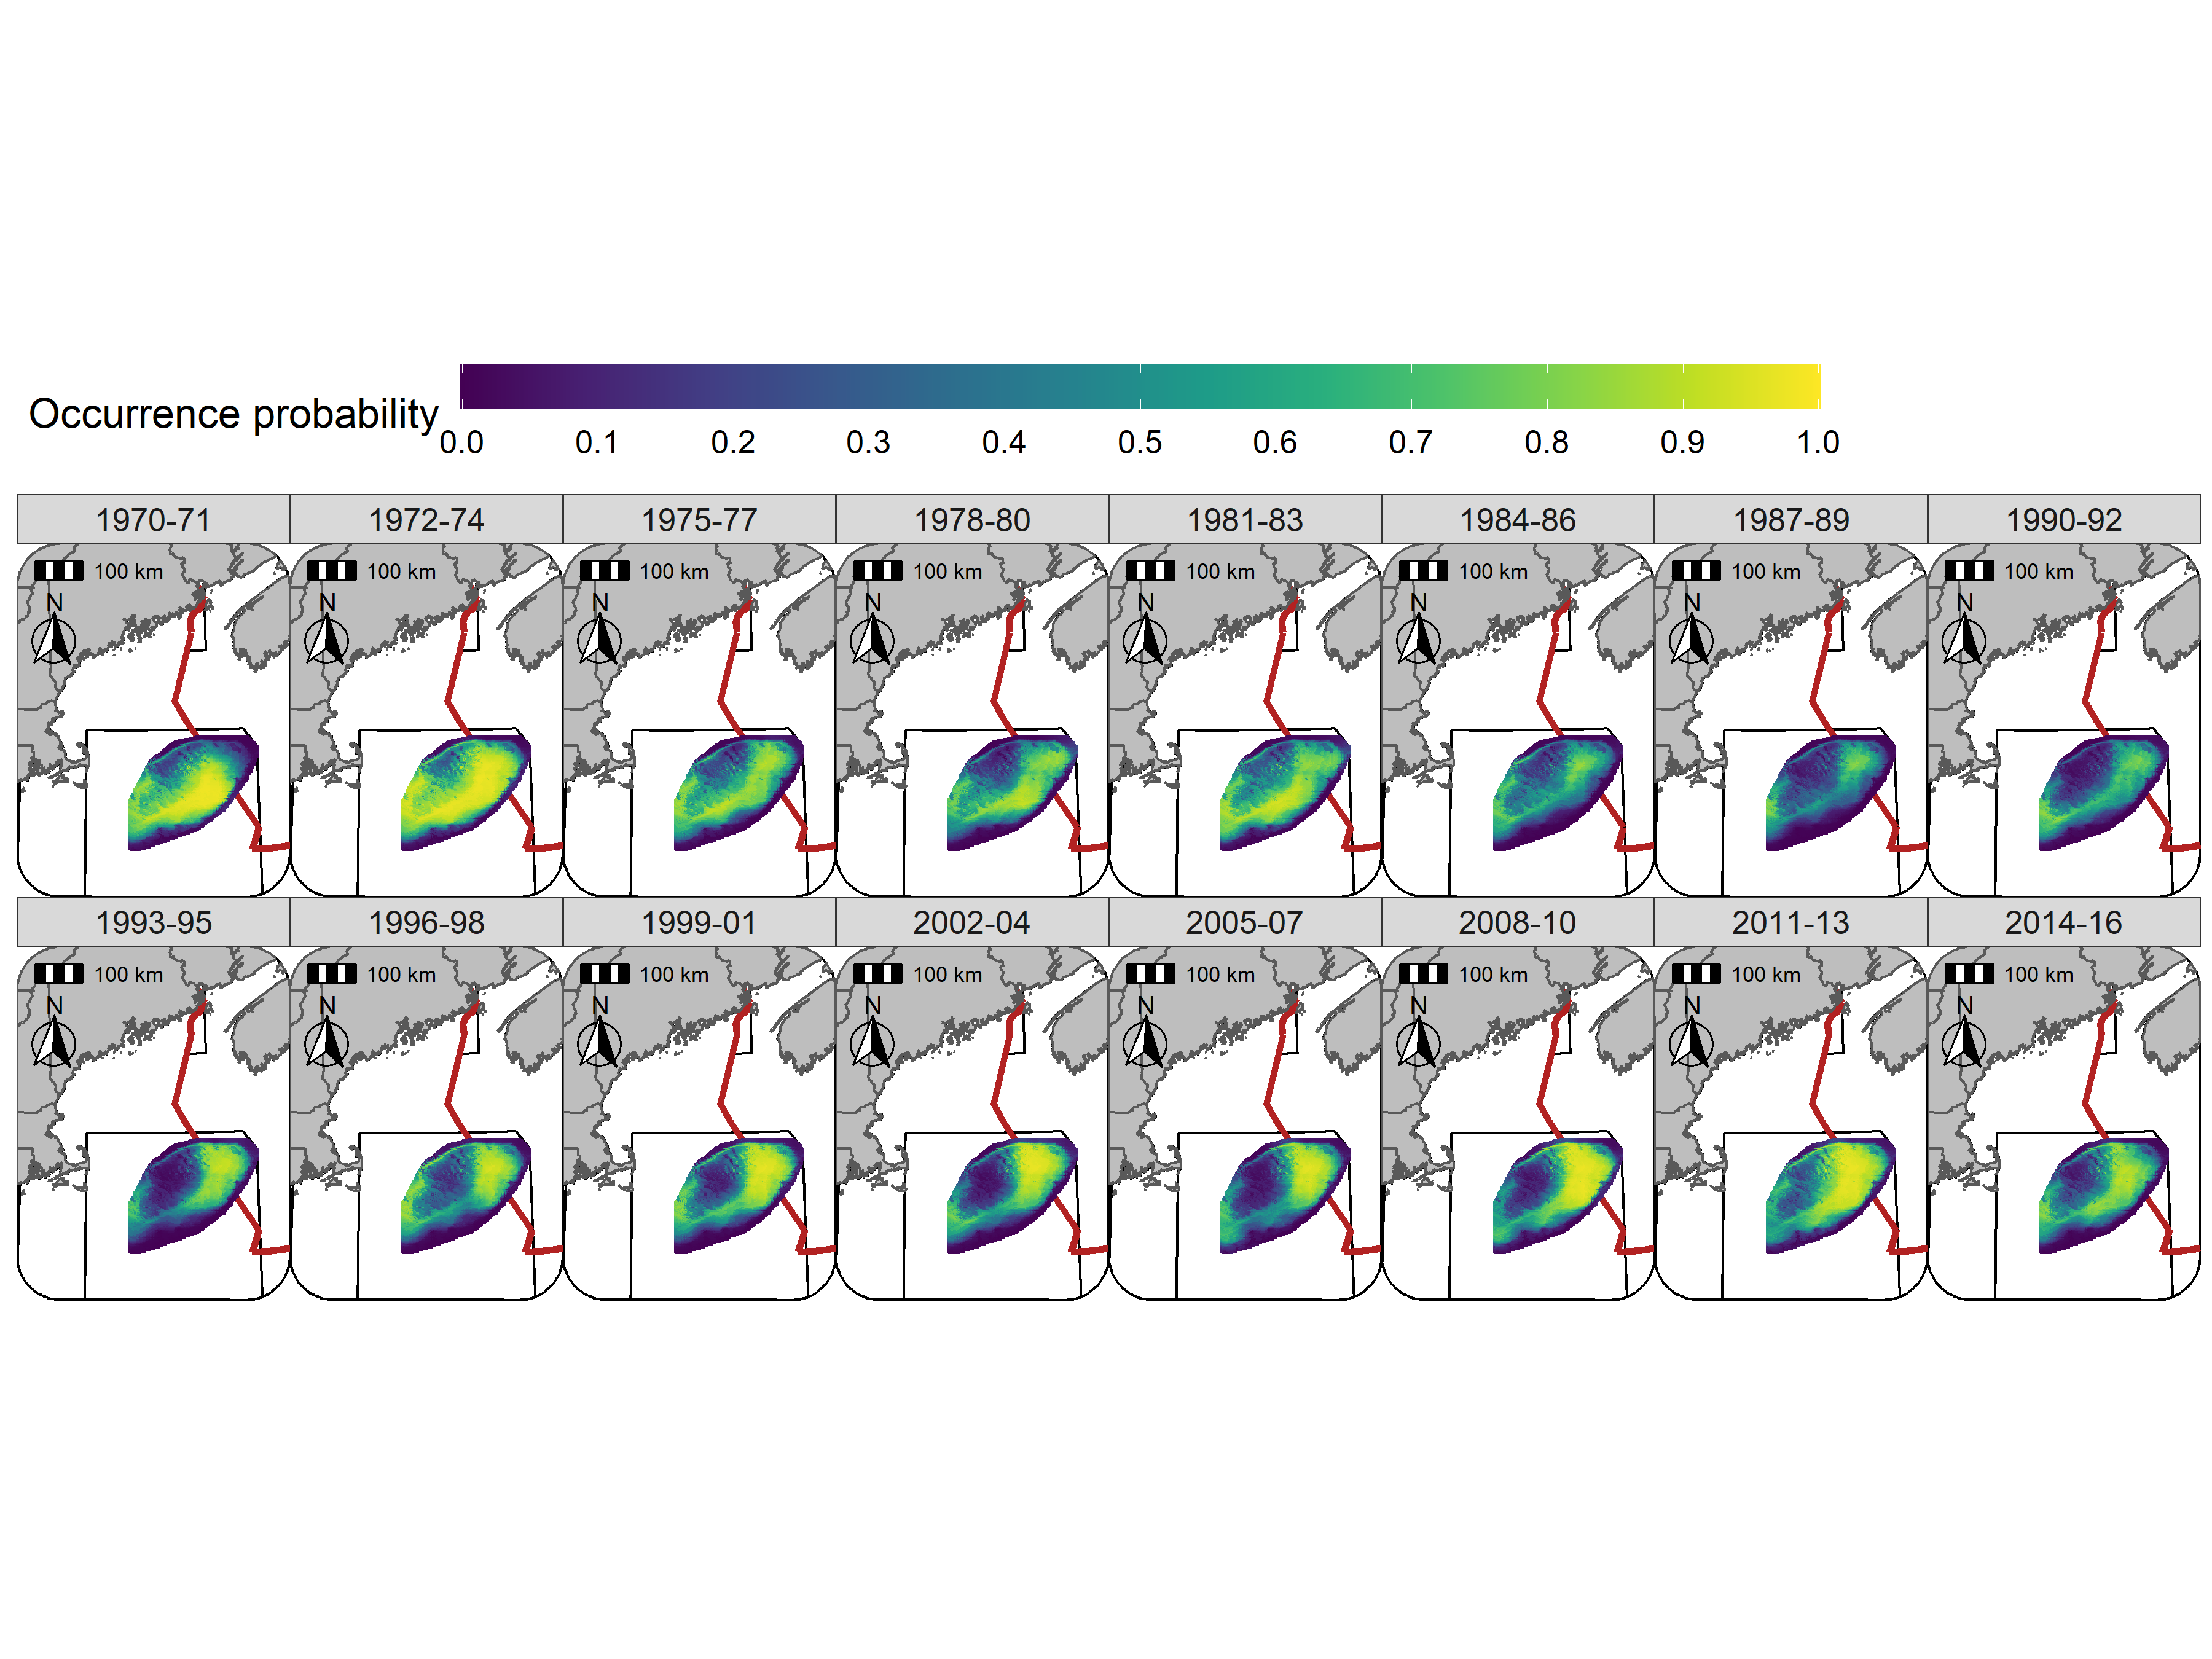 Occurrence probability
0.0 0.1 0.2 0.3 0.4 0.5 0.6 0.7 0.8 0.9 1.0
1970-71 1972-74 1975-77 1978-80 1981-83 1984-86 1987-89 1990-92
100 km 100 km 100 km 100 km 100 km 100 km 100 km 100 km
N N N N N N N N
1993-95 1996-98 1999-01 2002-04 2005-07 2008-10 2011-13 2014-16
100 km 100 km 100 km 100 km 100 km 100 km 100 km 100 km
N N N N N N N N